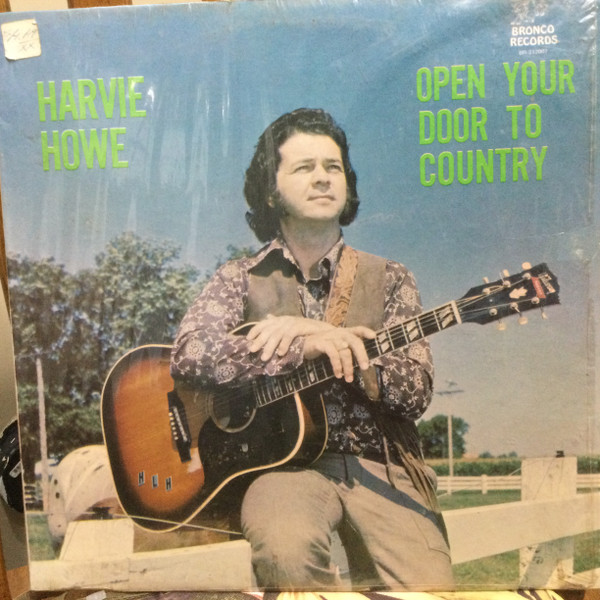 BRONCO
RECORDS
HARVIE
HOWE
OPEN YOUR
DOOR TO
COUNTRY
H L H